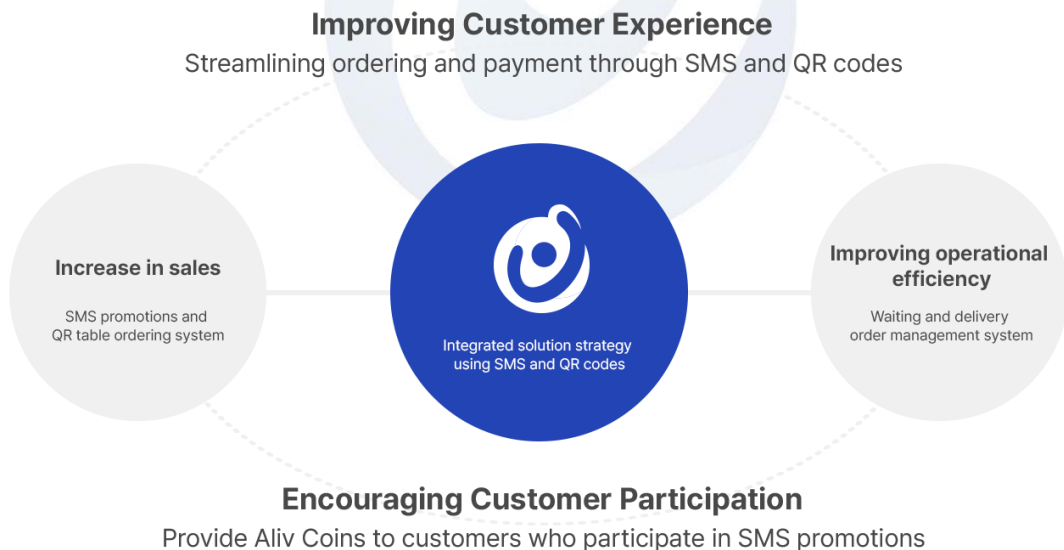 Improving Customer Experience
Streamlining ordering and payment through SMS and QR codes
Increase in sales
SMS promotions and
QR table ordering system
Integrated solution strategy
using SMS and QR codes
Improving operational
efficiency
Waiting and delivery
order management system
Encouraging Customer Participation
Provide Aliv Coins to customers who participate in SMS promotions